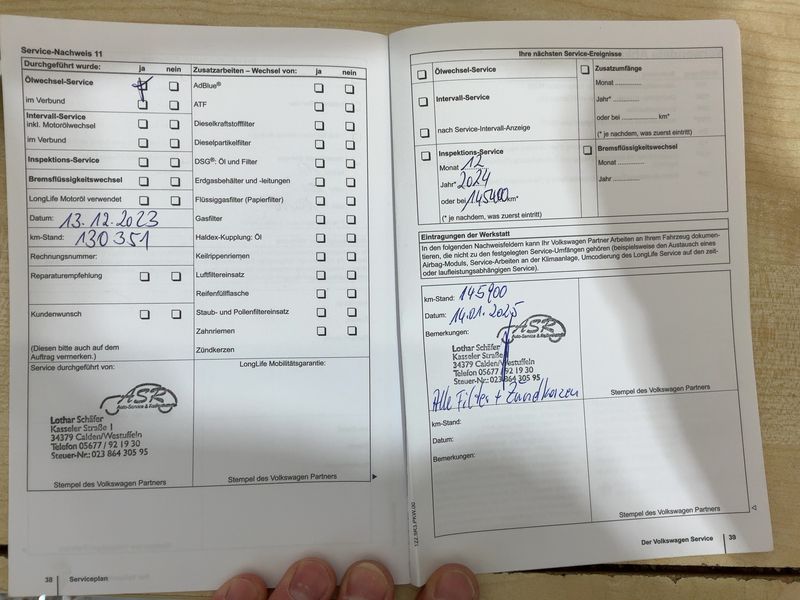 Service-Nachweis 11
Durchgeführt wurde: ja nein
Ölwechsel-Service
im Verbund
Intervall-Service
inkl. Motorölwechsel
im Verbund
Inspektions-Service
Bremsflüssigkeitswechsel
LongLife Motoröl verwendet
Datum: 13.12.2023
km-Stand: 130351
Rechnungsnummer:
Reparaturempfehlung
Kundenwunsch
(Diesen bitte auch auf dem
Auftrag vermerken.)
Zusatzarbeiten – Wechsel von: ja nein
AdBlue®
ATF
Dieselkraftstofffilter
Dieselpartikelfilter
DSG®: Öl und Filter
Erdgasbehälter und -leitungen
Flüssiggasfilter (Papierfilter)
Gasfilter
Haldex-Kupplung: Öl
Keilrippenriemen
Luftfiltereinsatz
Reifenfüllflasche
Staub- und Pollenfiltereinsatz
Zahnriemen
Zündkerzen
Service durchgeführt von:
ASR
Auto-Service & Reifendienst
Lothar Schäfer
Kasseler Straße 1
34379 Calden/Westuffeln
Telefon 05677 / 92 19 30
Steuer-Nr.: 023 864 305 95
Stempel des Volkswagen Partners
LongLife Mobilitätsgarantie:
Stempel des Volkswagen Partners
38 Serviceplan
Ihre nächsten Service-Ereignisse
Ölwechsel-Service
Intervall-Service
nach Service-Intervall-Anzeige
Inspektions-Service
Monat 12
Jahr* 2024
oder bei 145400 km*
(* je nachdem, was zuerst eintritt)
Zusatzumfänge
Monat ..............
Jahr* .............
oder bei .............. km*
(* je nachdem, was zuerst eintritt)
Bremsflüssigkeitswechsel
Monat ..............
Jahr ..............
Eintragungen der Werkstatt
In den folgenden Nachweisfeldern kann Ihr Volkswagen Partner Arbeiten an Ihrem Fahrzeug dokumen-
tieren, die nicht zu den festgelegten Service-Umfängen gehören (beispielsweise den Austausch eines
Airbag-Moduls, Service-Arbeiten an der Klimaanlage, Umcodierung des LongLife Service auf den zeit-
oder laufleistungsabhängigen Service).
km-Stand: 145900
Datum: 14.01.2025
Bemerkungen:
ASR
Auto-Service & Reifendienst
Lothar Schäfer
Kasseler Straße
34379 Calden/Westuffeln
Telefon 05677 / 92 19 30
Steuer-Nr.: 023 864 305 95
Alle Filter + Zündkerzen
Stempel des Volkswagen Partners
km-Stand:
Datum:
Bemerkungen:
Stempel des Volkswagen Partners
122.5R3.PKW.00
Der Volkswagen Service 39